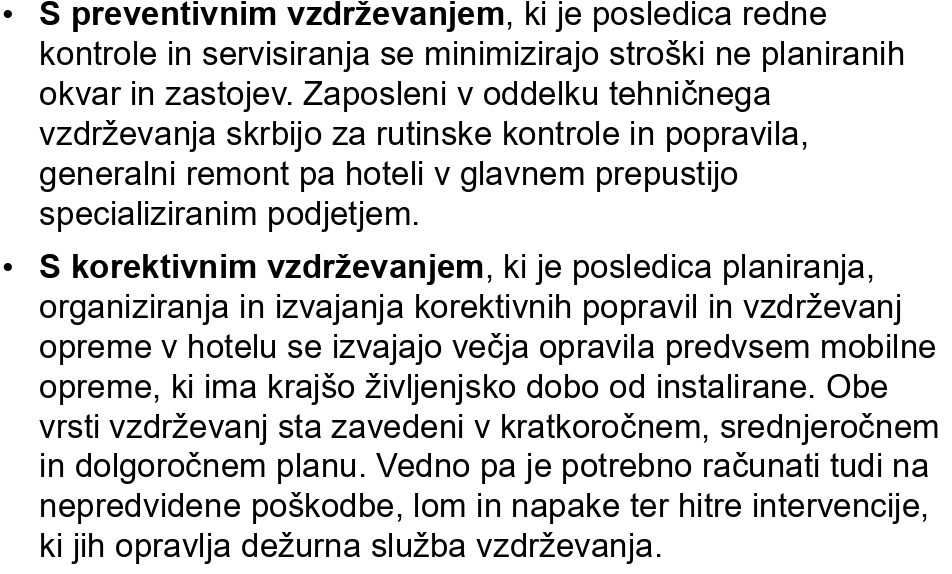 • S preventivnim vzdrževanjem, ki je posledica redne
kontrole in servisiranja se minimizirajo stroški ne planiranih
okvar in zastojev. Zaposleni v oddelku tehničnega
vzdrževanja skrbijo za rutinske kontrole in popravila,
generalni remont pa hoteli v glavnem prepustijo
specializiranim podjetjem.
• S korektivnim vzdrževanjem, ki je posledica planiranja,
organiziranja in izvajanja korektivnih popravil in vzdrževanj
opreme v hotelu se izvajajo večja opravila predvsem mobilne
opreme, ki ima krajšo življenjsko dobo od instalirane. Obe
vrsti vzdrževanj sta zavedeni v kratkoročnem, srednjeročnem
in dolgoročnem planu. Vedno pa je potrebno računati tudi na
nepredvidene poškodbe, lom in napake ter hitre intervencije,
ki jih opravlja dežurna služba vzdrževanja.